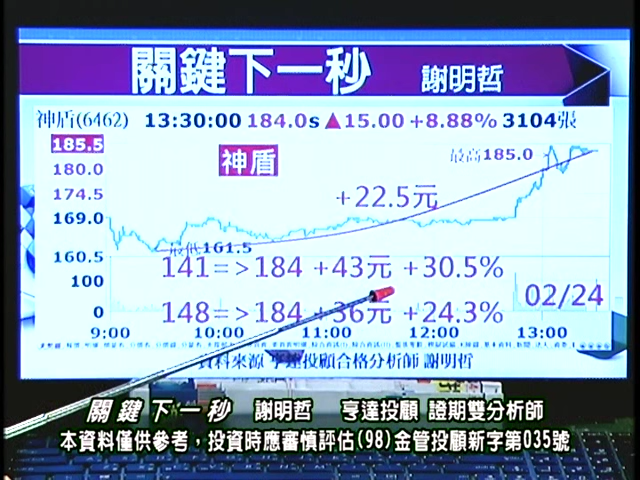 關鍵下一秒 謝明哲
神盾(6462) 13:30:00 184.0s ▲15.00 +8.88% 3104張
185.5
神盾
最高185.0
180.0
+22.5元
174.5
169.0
最低161.5
160.5
141=>184 +43元 +30.5%
100
02/24
148=>184 +36元 +24.3%
0
9:00 10:00 11:00 12:00 13:00
資料來源 亨達投顧合格分析師 謝明哲
關鍵下一秒 謝明哲 亨達投顧 證期雙分析師
本資料僅供參考，投資時應審慎評估(98)金管投顧新字第035號